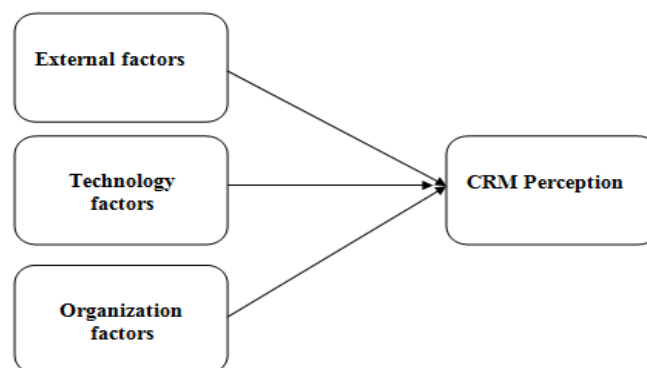 External factors
Technology
factors
CRM Perception
Organization
factors